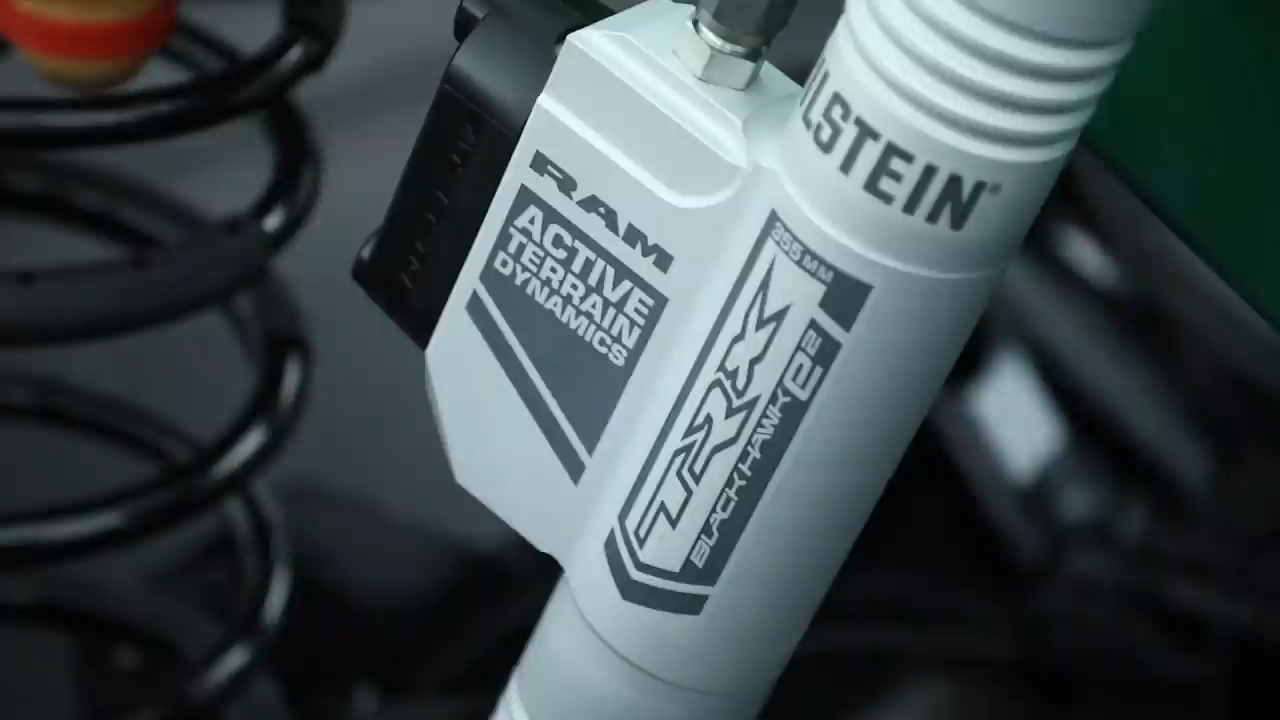 ILSTEIN®
RAM
ACTIVE
TERRAIN
DYNAMICS
355 MM
TRX
BLACK HAWK e2